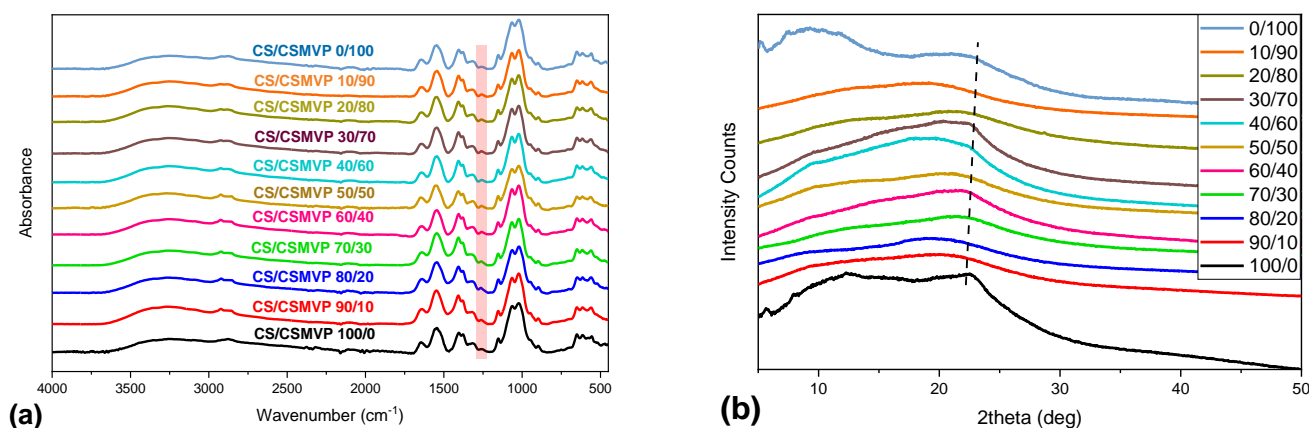 CS/CSMVP 0/100
CS/CSMVP 10/90
CS/CSMVP 20/80
CS/CSMVP 30/70
CS/CSMVP 40/60
CS/CSMVP 50/50
CS/CSMVP 60/40
CS/CSMVP 70/30
CS/CSMVP 80/20
CS/CSMVP 90/10
CS/CSMVP 100/0
Absorbance
4000 3500 3000 2500 2000 1500 1000 500
Wavenumber (cm⁻¹)
(a)
0/100
10/90
20/80
30/70
40/60
50/50
60/40
70/30
80/20
90/10
100/0
Intensity Counts
10 20 30 40 50
2theta (deg)
(b)